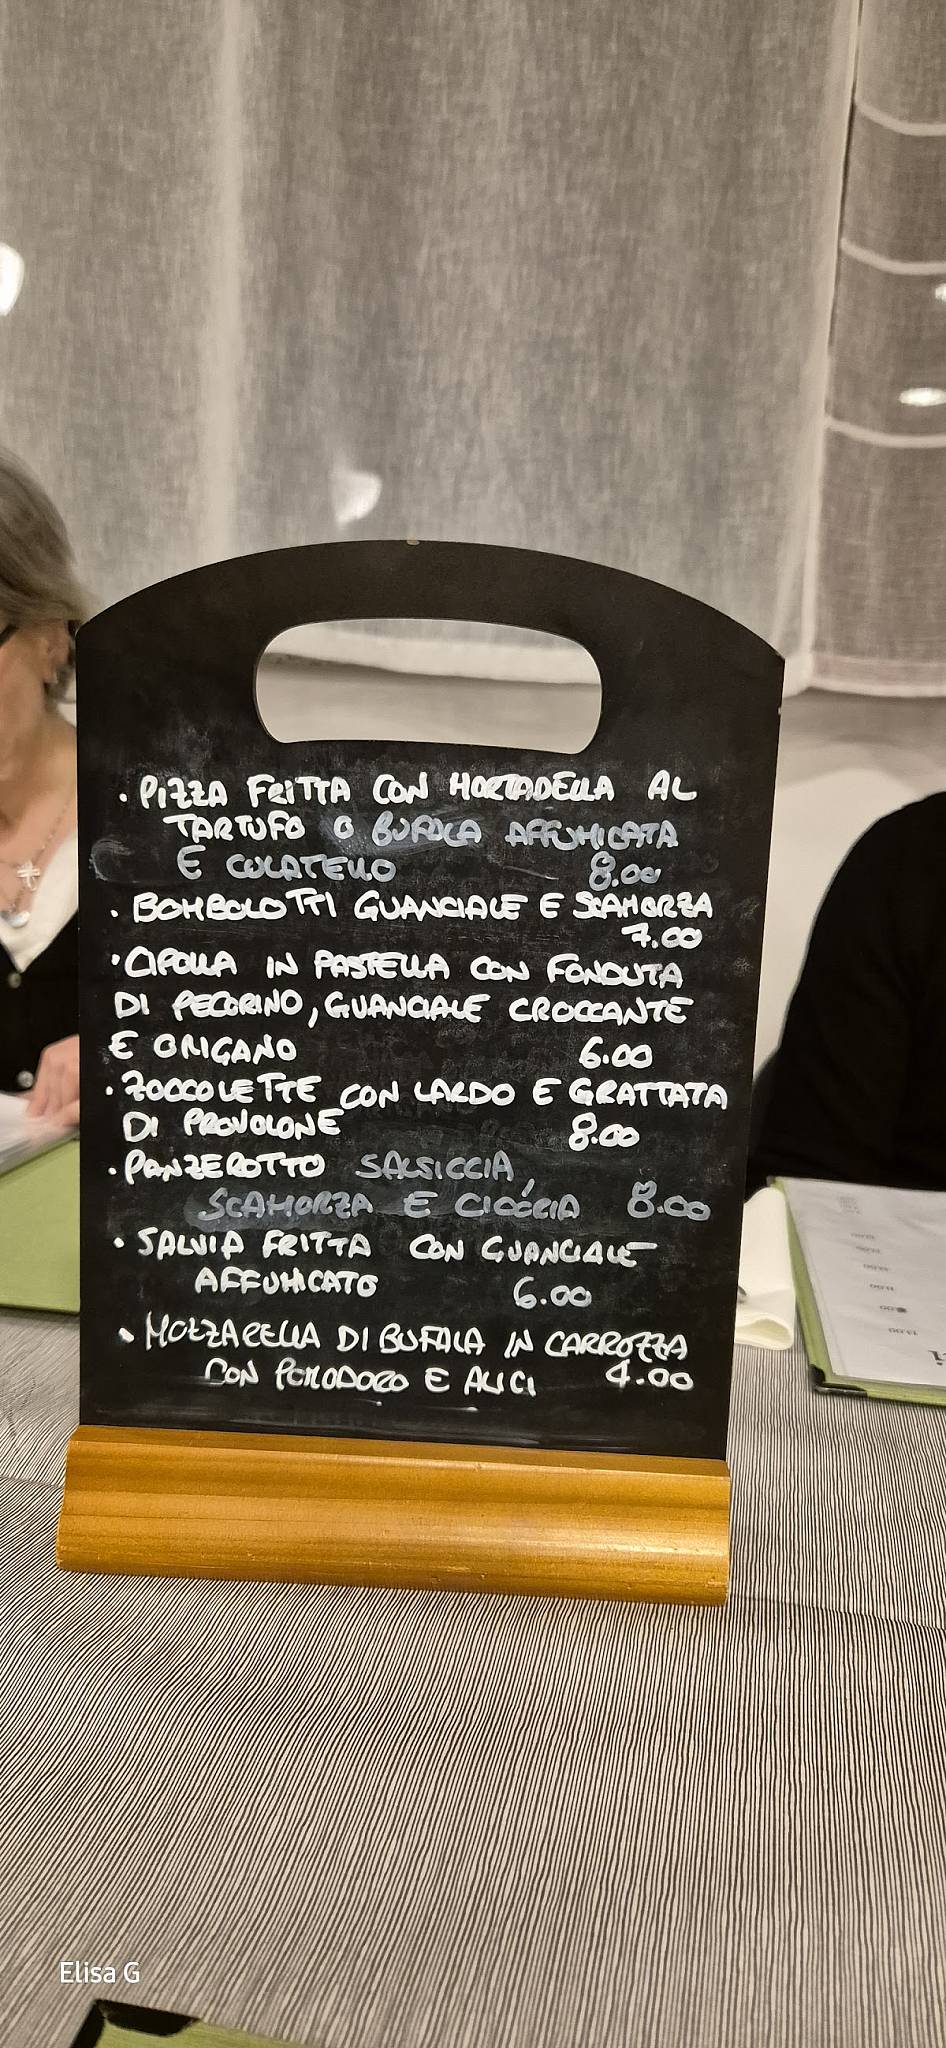 · PIZZA FRITTA CON MORTADELLA AL
TARTUFO O BUFALA AFFUMICATA
E CULATELLO 8.00
· BOMBOLOTTI GUANCIALE E SCAMORZA
7.00
· CIPOLLA IN PASTELLA CON FONDUTA
DI PECORINO, GUANCIALE CROCCANTE
E ORIGANO 6.00
· ZOCCOLETTE CON LARDO E GRATTATA
DI PROVOLONE 8.00
· PANZEROTTO SALSICCIA,
SCAMORZA E CICORIA 8.00
· SALVIA FRITTA CON GUANCIALE
AFFUMICATO 6.00
· MOZZARELLA DI BUFALA IN CARROZZA
CON POMODORO E ALICI 4.00
Elisa G